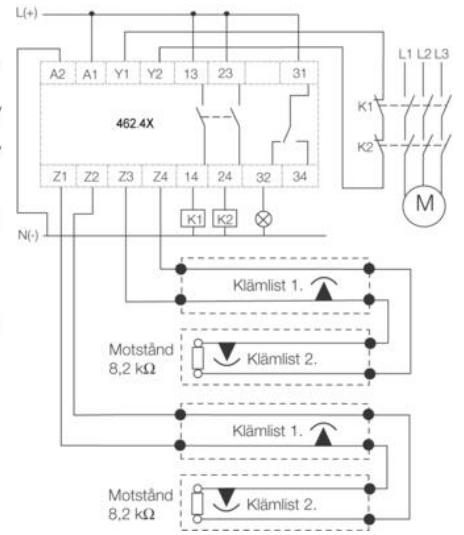 L(+)
A2 A1 Y1 Y2 13 23 31
462.4X
Z1 Z2 Z3 Z4 14 24 32 34
K1 K2
N(-)
L1 L2 L3
K1
K2
M
Klämlist 1.
Motstånd
8,2 kΩ
Klämlist 2.
Klämlist 1.
Motstånd
8,2 kΩ
Klämlist 2.